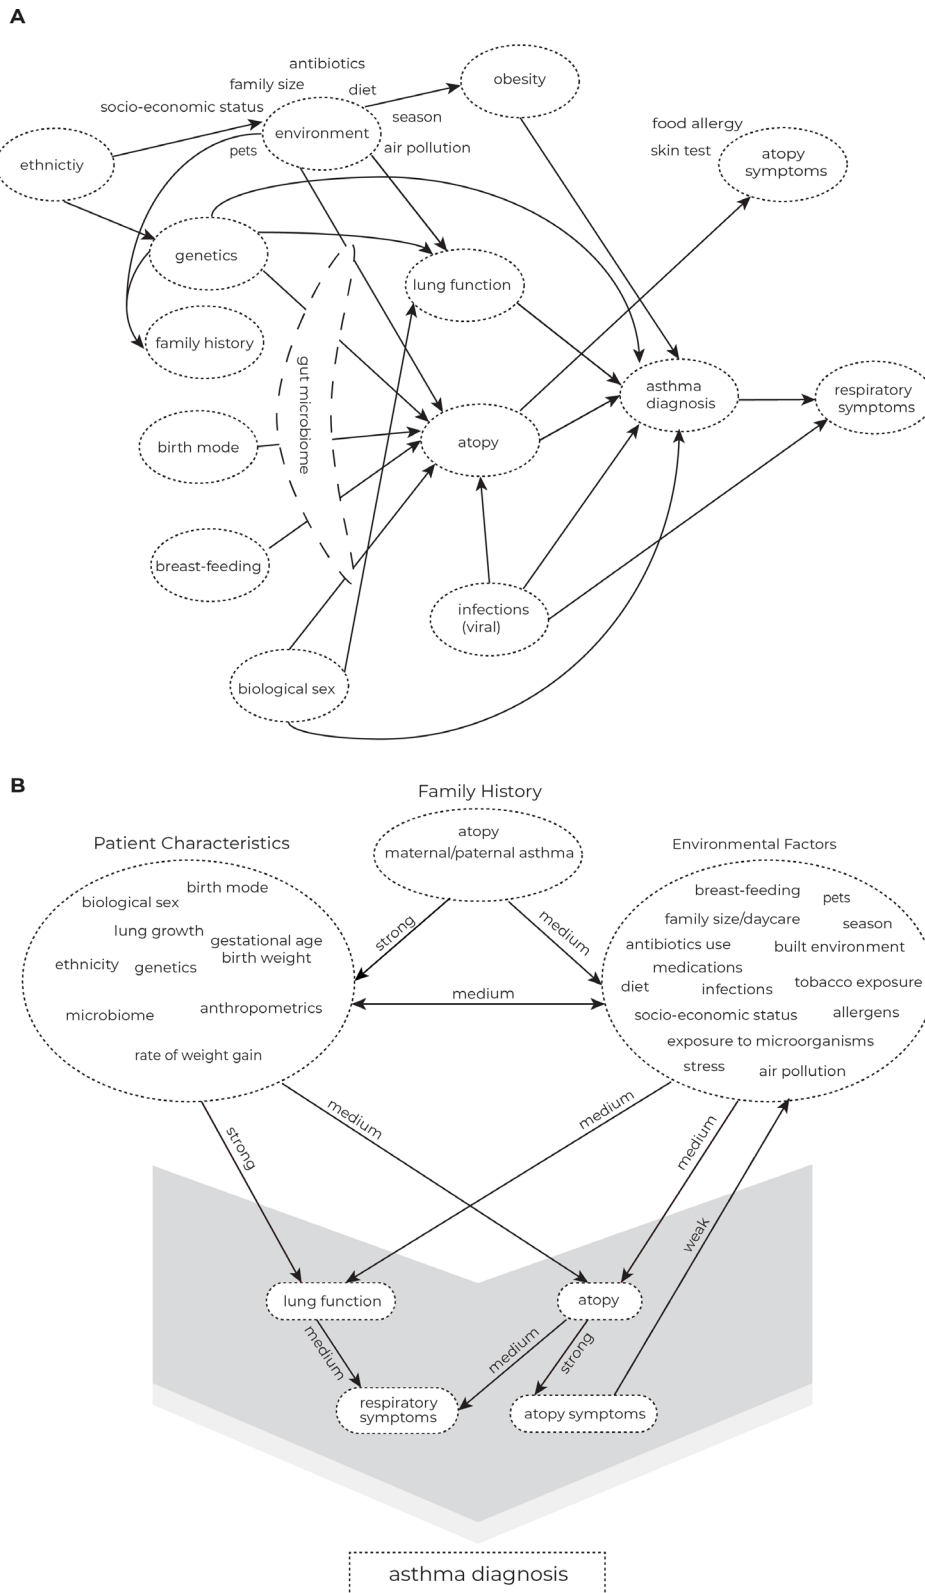 A
antibiotics
family size
diet
obesity
socio-economic status
season
environment
food allergy
pets
air pollution
skin test
atopy
symptoms
ethnictiy
genetics
lung function
family history
gut microbiome
asthma
diagnosis
respiratory
symptoms
birth mode
atopy
breast-feeding
infections
(viral)
biological sex
B
Family History
atopy
maternal/paternal asthma
Patient Characteristics
birth mode
biological sex
lung growth
gestational age
birth weight
ethnicity
genetics
microbiome
anthropometrics
rate of weight gain
Environmental Factors
breast-feeding
pets
family size/daycare
season
antibiotics use
built environment
medications
diet
infections
tobacco exposure
socio-economic status
allergens
exposure to microorganisms
stress
air pollution
strong
medium
medium
strong
medium
medium
medium
weak
lung function
atopy
medium
medium
strong
respiratory
symptoms
atopy symptoms
asthma diagnosis